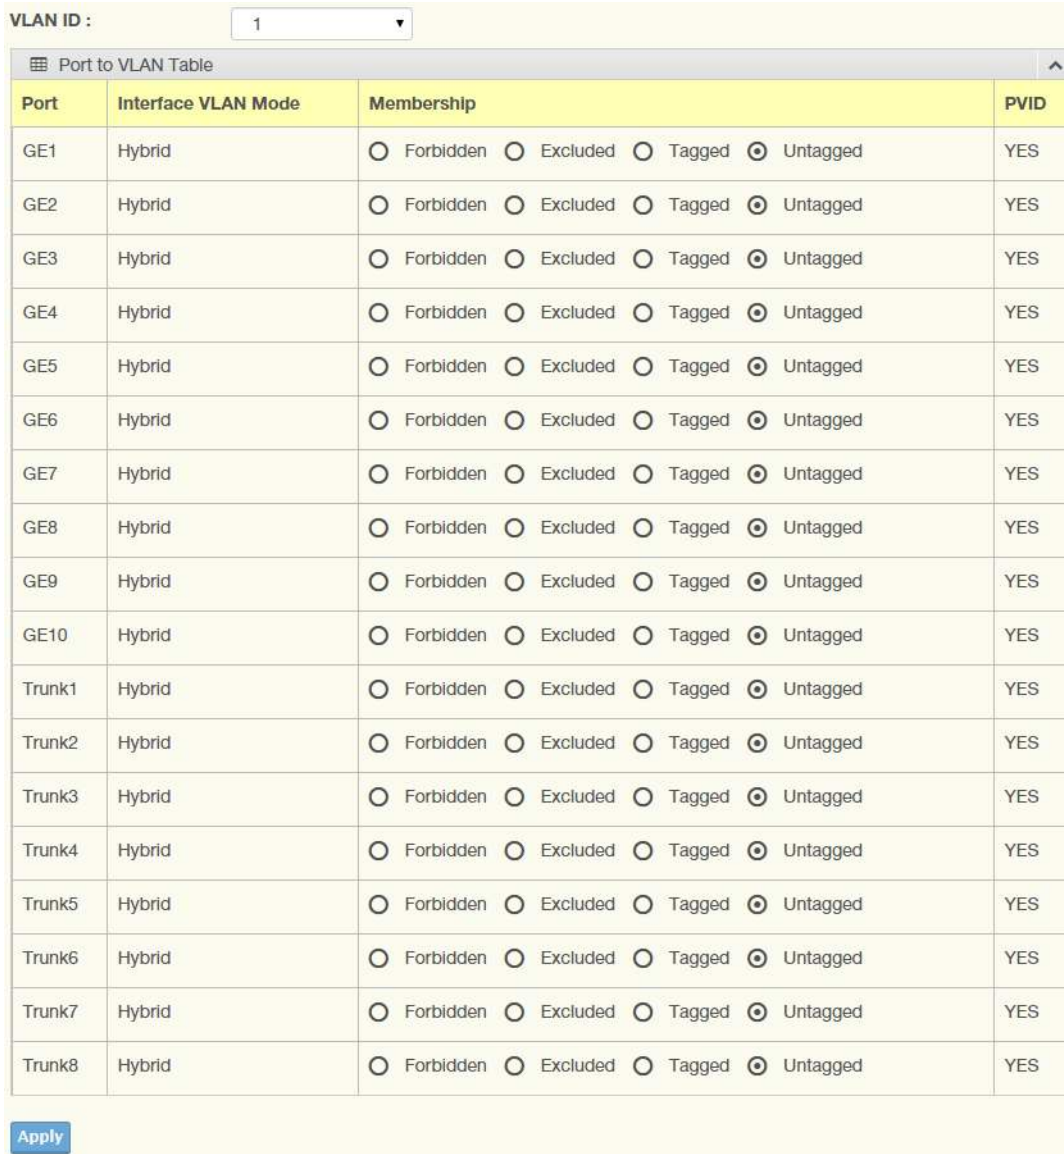 VLAN ID : 1
Port to VLAN Table
Port Interface VLAN Mode Membership PVID
GE1 Hybrid Forbidden Excluded Tagged Untagged YES
GE2 Hybrid Forbidden Excluded Tagged Untagged YES
GE3 Hybrid Forbidden Excluded Tagged Untagged YES
GE4 Hybrid Forbidden Excluded Tagged Untagged YES
GE5 Hybrid Forbidden Excluded Tagged Untagged YES
GE6 Hybrid Forbidden Excluded Tagged Untagged YES
GE7 Hybrid Forbidden Excluded Tagged Untagged YES
GE8 Hybrid Forbidden Excluded Tagged Untagged YES
GE9 Hybrid Forbidden Excluded Tagged Untagged YES
GE10 Hybrid Forbidden Excluded Tagged Untagged YES
Trunk1 Hybrid Forbidden Excluded Tagged Untagged YES
Trunk2 Hybrid Forbidden Excluded Tagged Untagged YES
Trunk3 Hybrid Forbidden Excluded Tagged Untagged YES
Trunk4 Hybrid Forbidden Excluded Tagged Untagged YES
Trunk5 Hybrid Forbidden Excluded Tagged Untagged YES
Trunk6 Hybrid Forbidden Excluded Tagged Untagged YES
Trunk7 Hybrid Forbidden Excluded Tagged Untagged YES
Trunk8 Hybrid Forbidden Excluded Tagged Untagged YES
Apply